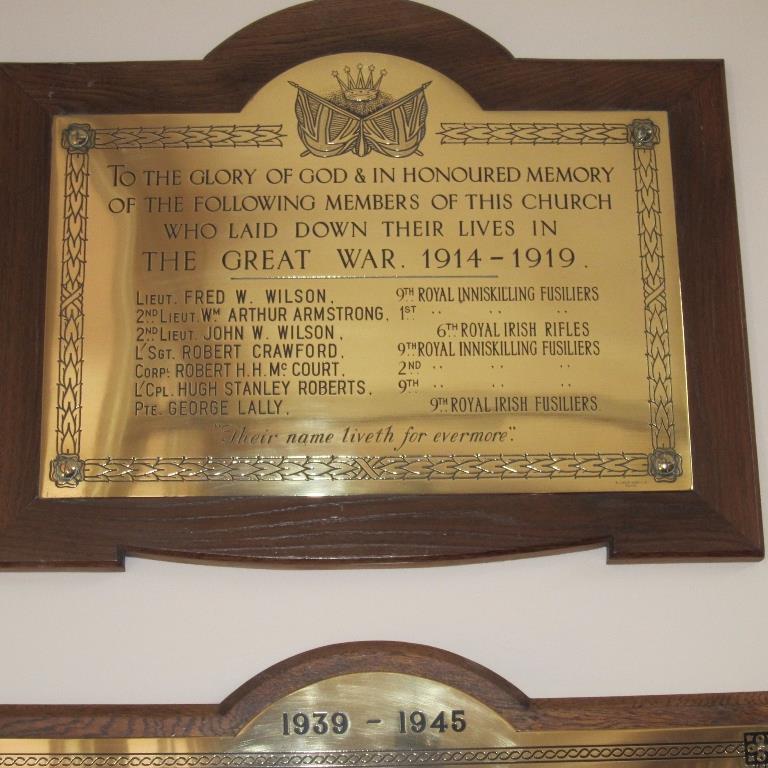 TO THE GLORY OF GOD & IN HONOURED MEMORY
OF THE FOLLOWING MEMBERS OF THIS CHURCH
WHO LAID DOWN THEIR LIVES IN
THE GREAT WAR. 1914 – 1919.
LIEUT. FRED W. WILSON, 9TH ROYAL INNISKILLING FUSILIERS
2ND LIEUT. WM ARTHUR ARMSTRONG, 1ST " " "
2ND LIEUT. JOHN W. WILSON, 6TH ROYAL IRISH RIFLES
L'SGT. ROBERT CRAWFORD, 9TH ROYAL INNISKILLING FUSILIERS
CORPL ROBERT H.H. MC COURT, 2ND " " "
L'CPL. HUGH STANLEY ROBERTS, 9TH " " "
PTE. GEORGE LALLY, 9TH ROYAL IRISH FUSILIERS
"Their name liveth for evermore".
1939 - 1945